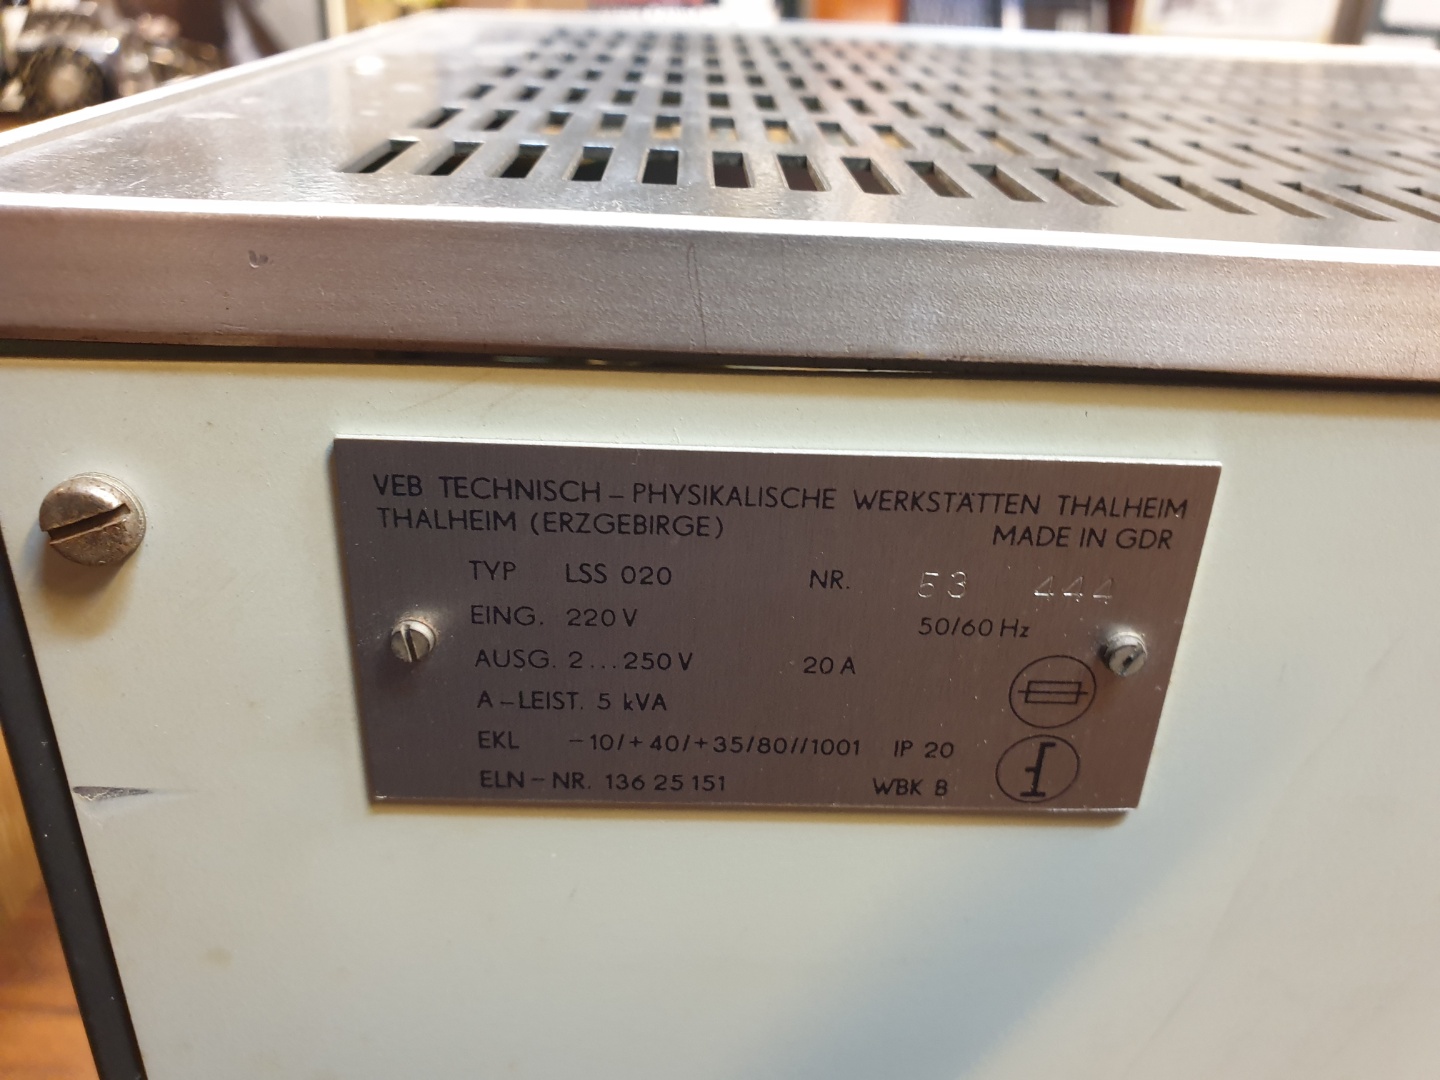 VEB TECHNISCH – PHYSIKALISCHE WERKSTÄTTEN THALHEIM
THALHEIM (ERZGEBIRGE) MADE IN GDR
TYP LSS 020 NR. 53 444
EING. 220 V 50/60 Hz
AUSG. 2...250 V 20 A
A–LEIST. 5 kVA
EKL –10/+40/+35/80//1001 IP 20
ELN–NR. 136 25 151 WBK B